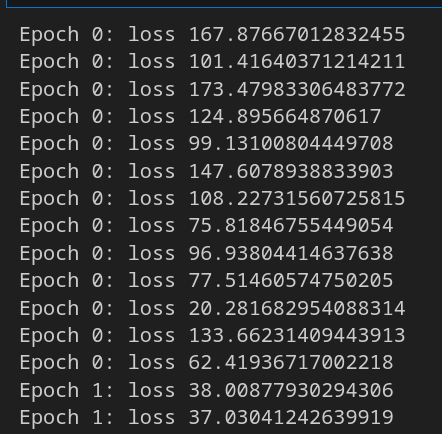 Epoch 0: loss 167.87667012832455
Epoch 0: loss 101.41640371214211
Epoch 0: loss 173.47983306483772
Epoch 0: loss 124.895664870617
Epoch 0: loss 99.13100804449708
Epoch 0: loss 147.6078938833903
Epoch 0: loss 108.22731560725815
Epoch 0: loss 75.81846755449054
Epoch 0: loss 96.93804414637638
Epoch 0: loss 77.51460574750205
Epoch 0: loss 20.281682954088314
Epoch 0: loss 133.66231409443913
Epoch 0: loss 62.41936717002218
Epoch 1: loss 38.00877930294306
Epoch 1: loss 37.03041242639919